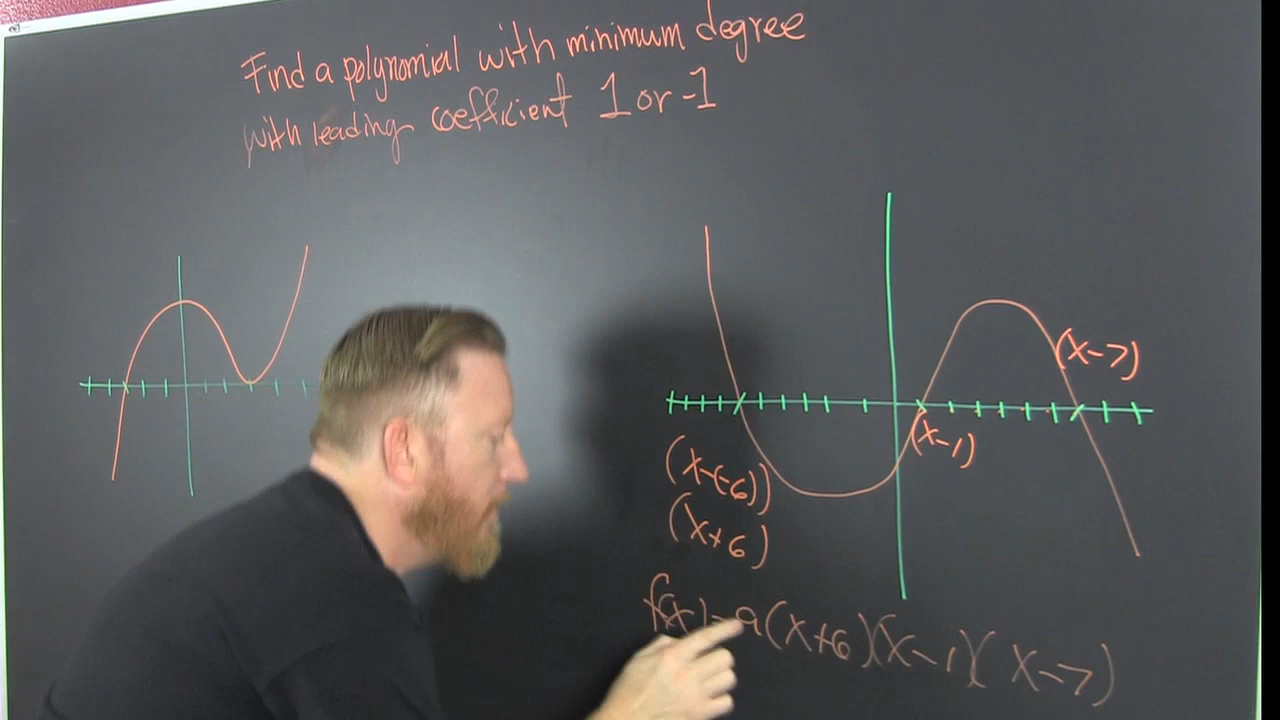 Find a polynomial with minimum degree
with leading coefficient 1 or -1
(x-7)
(x-1)
(x-(-6))
(x+6)
f(x)=a(x+6)(x-1)(x-7)